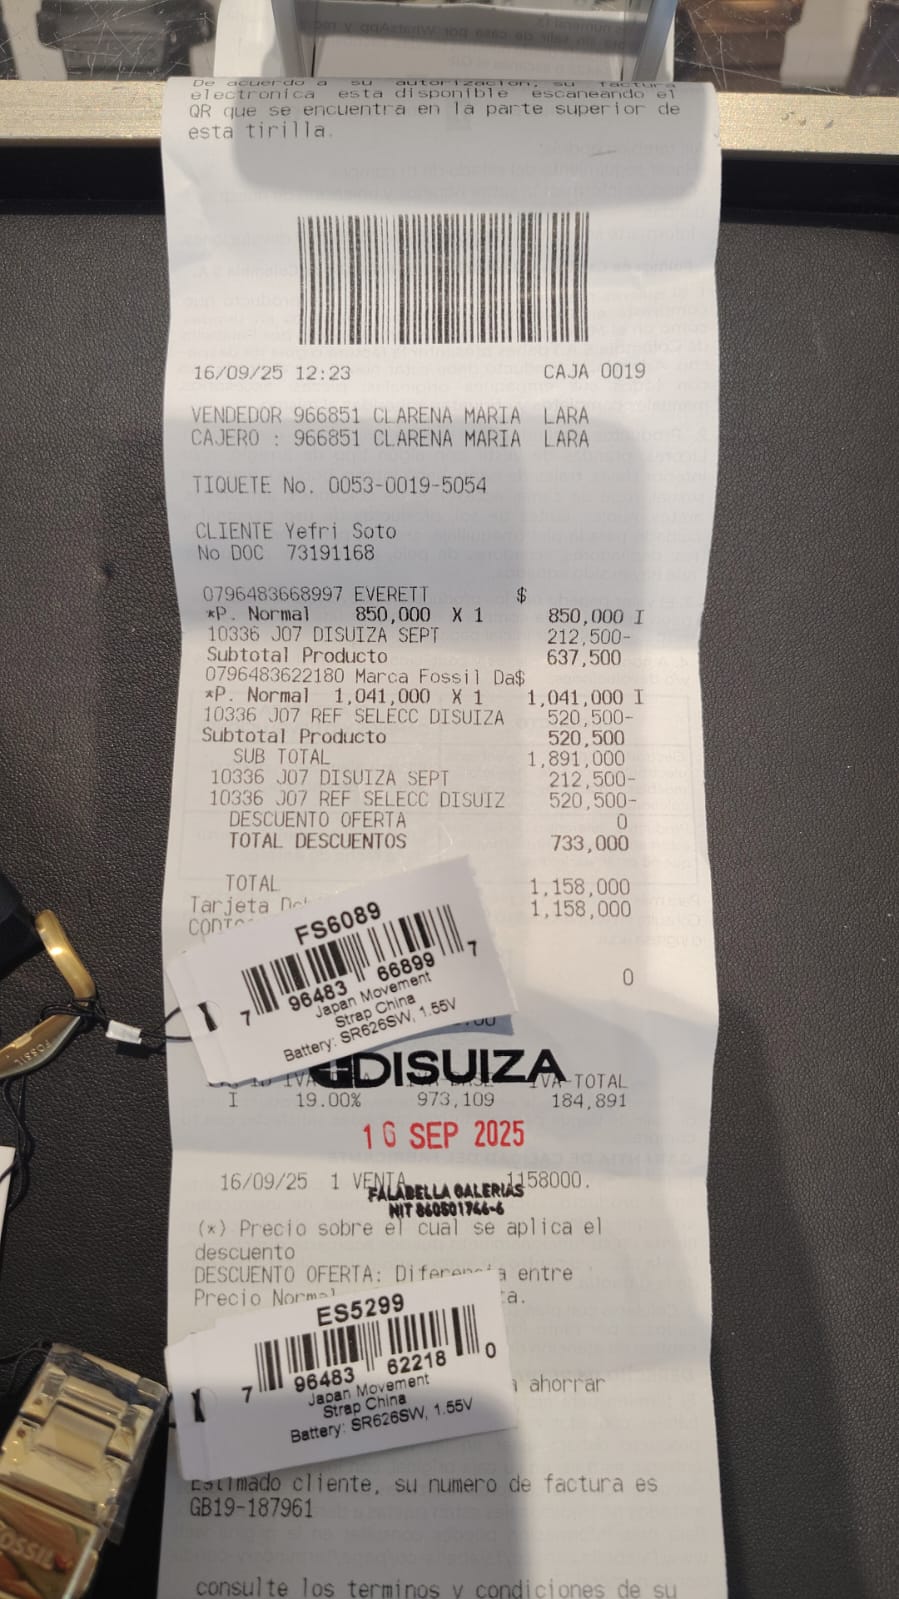 De acuerdo a su autorizacion; su factura
electronica esta disponible escaneando el
QR que se encuentra en la parte superior de
esta tirilla.
16/09/25 12:23 CAJA 0019
VENDEDOR 966851 CLARENA MARIA LARA
CAJERO : 966851 CLARENA MARIA LARA
TIQUETE No. 0053-0019-5054
CLIENTE Yefri Soto
No DOC 73191168
0796483668997 EVERETT $
*P. Normal 850,000 X 1 850,000 I
10336 J07 DISUIZA SEPT 212,500-
Subtotal Producto 637,500
0796483622180 Marca Fossil Da$
*P. Normal 1,041,000 X 1 1,041,000 I
10336 J07 REF SELECC DISUIZA 520,500-
Subtotal Producto 520,500
SUB TOTAL 1,891,000
10336 J07 DISUIZA SEPT 212,500-
10336 J07 REF SELECC DISUIZ 520,500-
DESCUENTO OFERTA 0
TOTAL DESCUENTOS 733,000
TOTAL 1,158,000
Tarjeta 1,158,000
FS6089
0
7 96483 66899 7
Japan Movement
Strap China
Battery: SR626SW, 1.55V
DISUIZA
IVA-TOTAL
I 19.00% 973,109 184,891
16 SEP 2025
16/09/25 1 VENTA 1158000.
FALABELLA GALERIAS
NIT 860501766-6
(*) Precio sobre el cual se aplica el
descuento
DESCUENTO OFERTA: Diferencia entre
Precio
ES5299
7 96483 62218 0
Japan Movement
Strap China
Battery: SR626SW, 1.55V
ahorrar
Estimado cliente, su numero de factura es
GB19-187961
consulte los terminos y condiciones de su
FOSSIL